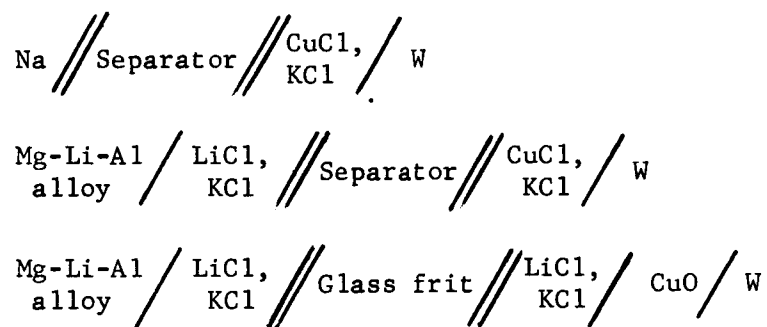 Na // Separator // CuCl, KCl / W
Mg-Li-Al alloy / LiCl, KCl // Separator // CuCl, KCl / W
Mg-Li-Al alloy / LiCl, KCl // Glass frit // LiCl, KCl / CuO / W